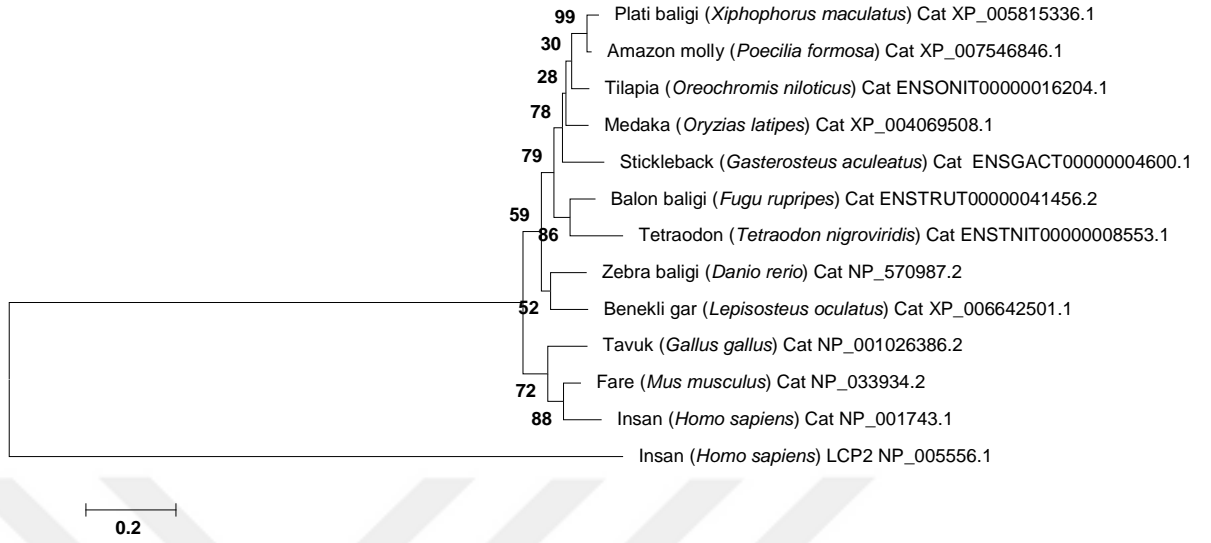 99
Plati baligi (Xiphophorus maculatus) Cat XP_005815336.1
30
Amazon molly (Poecilia formosa) Cat XP_007546846.1
28
Tilapia (Oreochromis niloticus) Cat ENSONIT00000016204.1
78
Medaka (Oryzias latipes) Cat XP_004069508.1
79
Stickleback (Gasterosteus aculeatus) Cat ENSGACT00000004600.1
Balon baligi (Fugu rupripes) Cat ENSTRUT00000041456.2
59
86
Tetraodon (Tetraodon nigroviridis) Cat ENSTNIT00000008553.1
Zebra baligi (Danio rerio) Cat NP_570987.2
52
Benekli gar (Lepisosteus oculatus) Cat XP_006642501.1
Tavuk (Gallus gallus) Cat NP_001026386.2
72
Fare (Mus musculus) Cat NP_033934.2
88
Insan (Homo sapiens) Cat NP_001743.1
Insan (Homo sapiens) LCP2 NP_005556.1
0.2